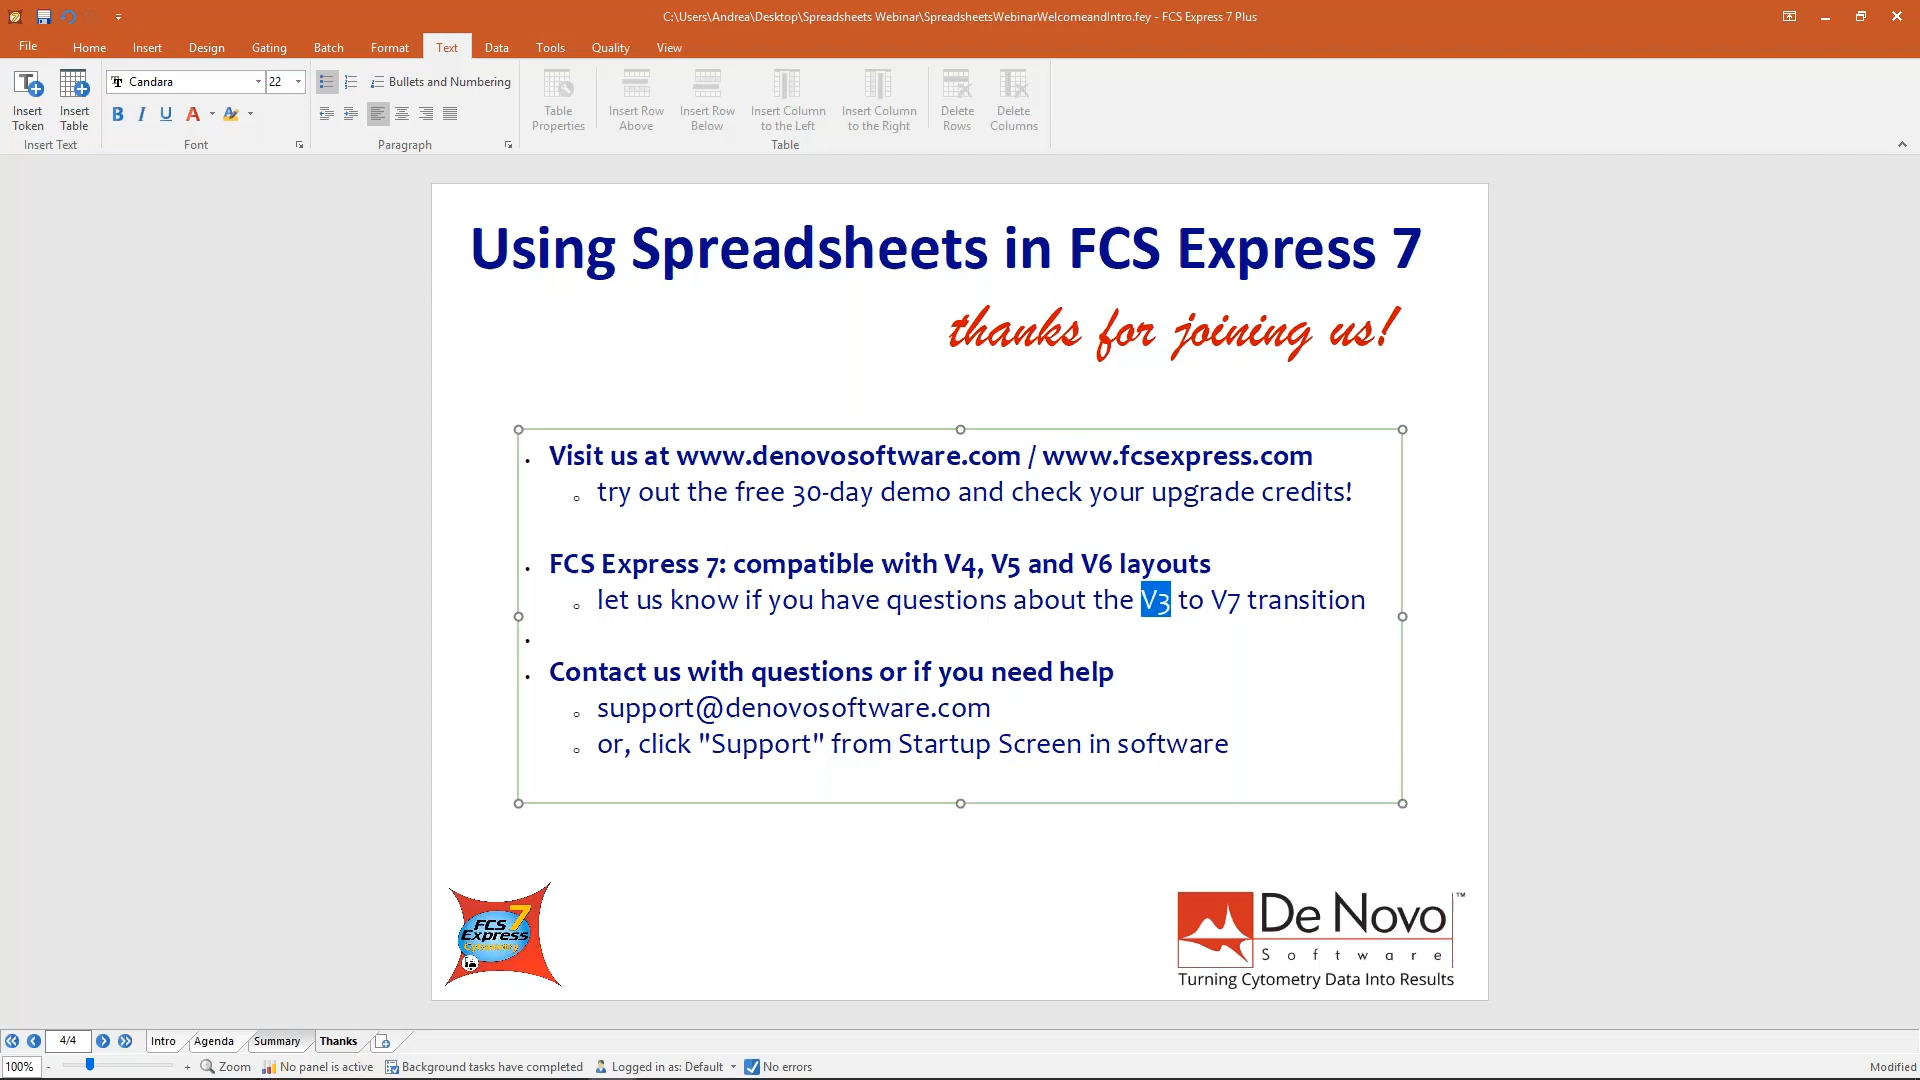 C:\Users\Andrea\Desktop\Spreadsheets Webinar\SpreadsheetsWebinarWelcomeandIntro.fey - FCS Express 7 Plus
File Home Insert Design Gating Batch Format Text Data Tools Quality View
Candara 22 Bullets and Numbering
Insert Token
Insert Table
B I U A
Table Properties
Insert Row Above
Insert Row Below
Insert Column to the Left
Insert Column to the Right
Delete Rows
Delete Columns
Insert Text Font Paragraph Table
Using Spreadsheets in FCS Express 7
thanks for joining us!
Visit us at www.denovosoftware.com / www.fcsexpress.com
try out the free 30-day demo and check your upgrade credits!
FCS Express 7: compatible with V4, V5 and V6 layouts
let us know if you have questions about the V3 to V7 transition
Contact us with questions or if you need help
support@denovosoftware.com
or, click "Support" from Startup Screen in software
FCS 7
Express
De Novo ™
Software
Turning Cytometry Data Into Results
4/4 Intro Agenda Summary Thanks
100% - + Zoom No panel is active Background tasks have completed Logged in as: Default No errors Modified